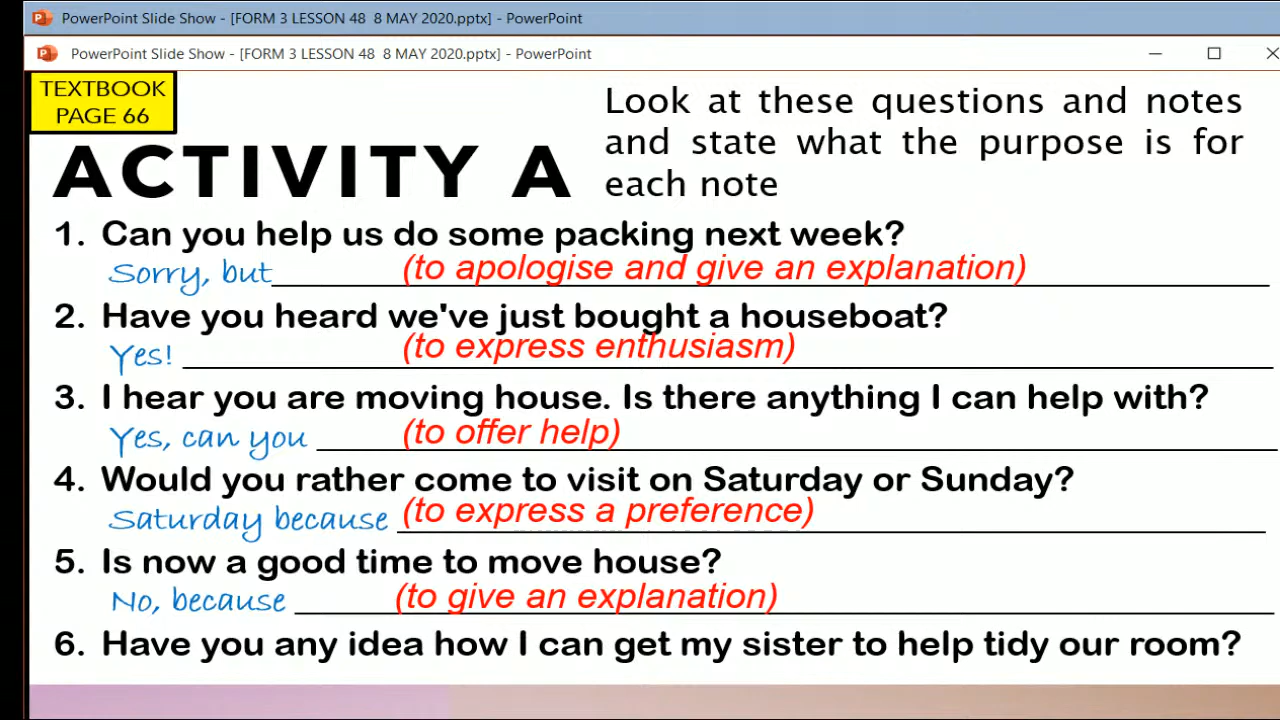 PowerPoint Slide Show - [FORM 3 LESSON 48  8 MAY 2020.pptx] - PowerPoint
PowerPoint Slide Show - [FORM 3 LESSON 48  8 MAY 2020.pptx] - PowerPoint
TEXTBOOK
PAGE 66
ACTIVITY A
Look at these questions and notes
and state what the purpose is for
each note
1. Can you help us do some packing next week?
Sorry, but____ (to apologise and give an explanation)
2. Have you heard we've just bought a houseboat?
Yes! ____ (to express enthusiasm)
3. I hear you are moving house. Is there anything I can help with?
Yes, can you ____ (to offer help)
4. Would you rather come to visit on Saturday or Sunday?
Saturday because ____ (to express a preference)
5. Is now a good time to move house?
No, because ____ (to give an explanation)
6. Have you any idea how I can get my sister to help tidy our room?